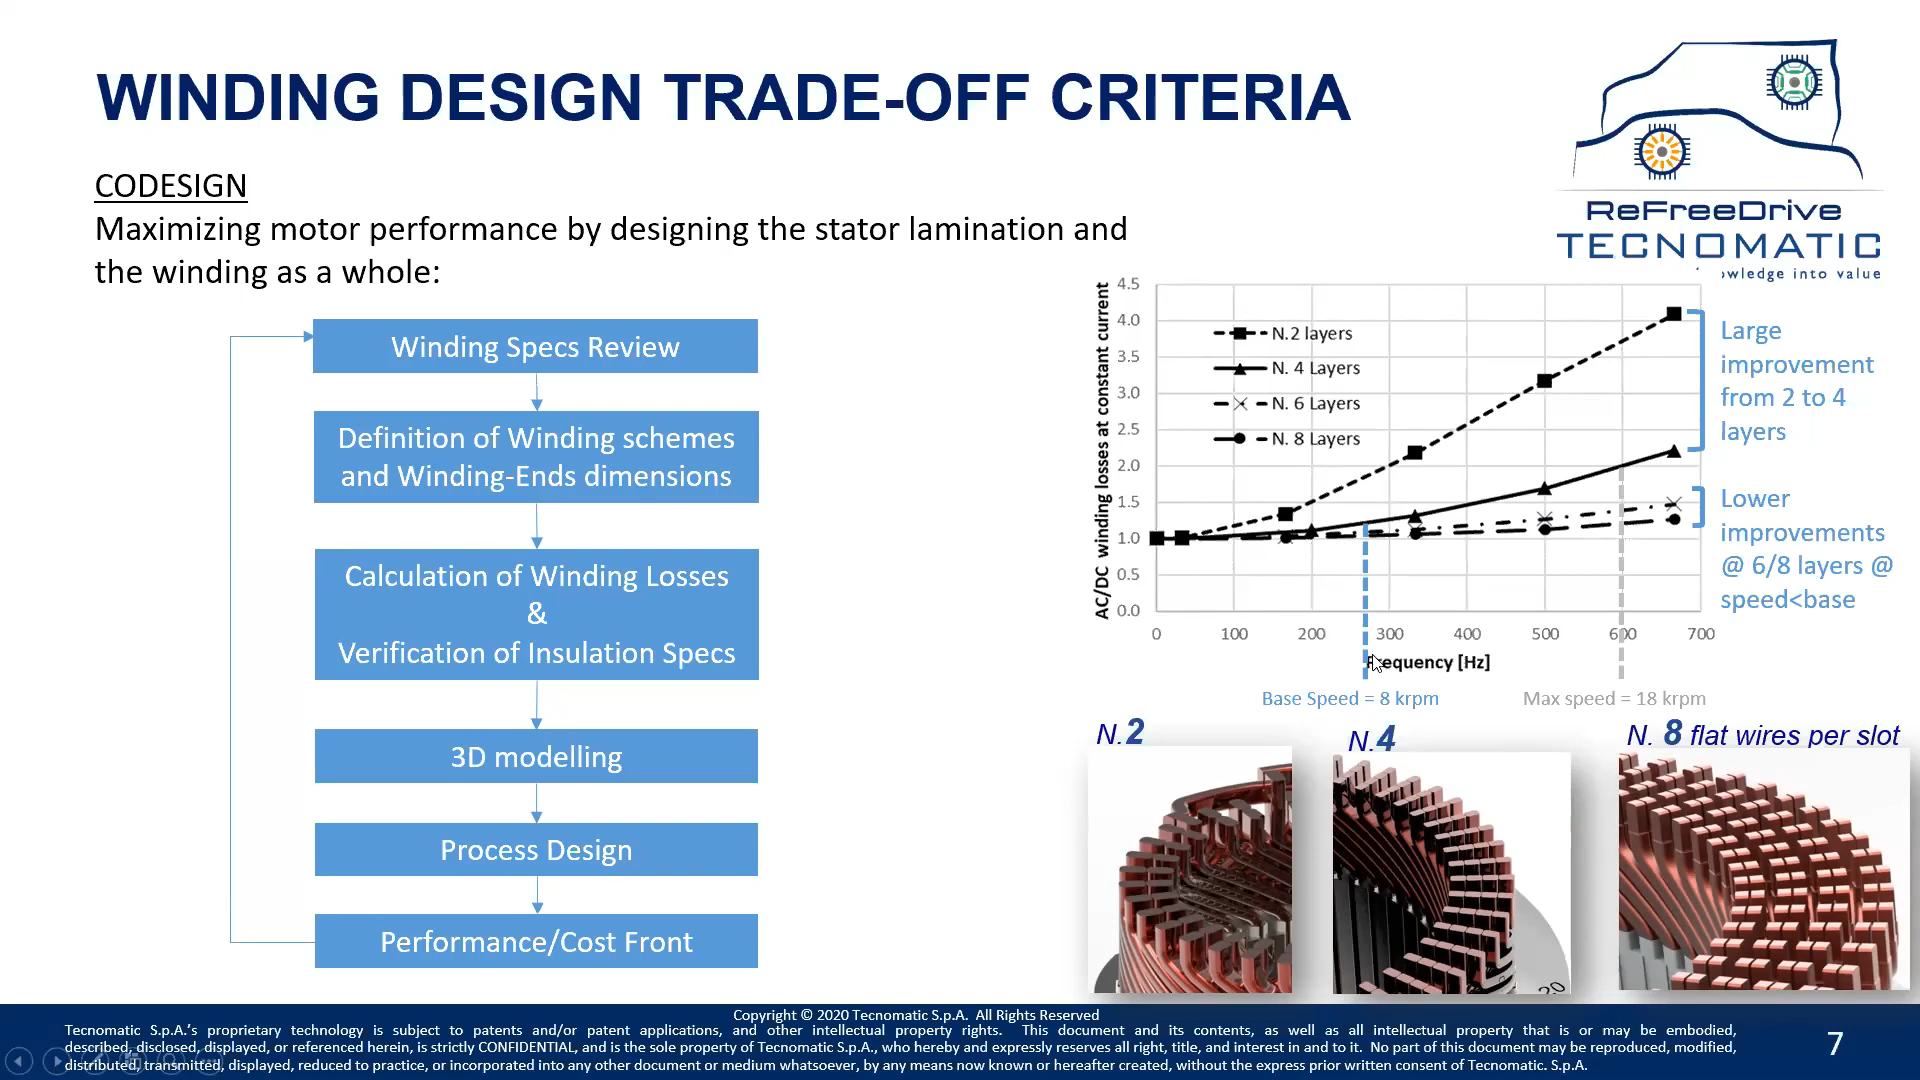 WINDING DESIGN TRADE-OFF CRITERIA
CODESIGN
Maximizing motor performance by designing the stator lamination and
the winding as a whole:
Winding Specs Review
Definition of Winding schemes
and Winding-Ends dimensions
Calculation of Winding Losses
&
Verification of Insulation Specs
3D modelling
Process Design
Performance/Cost Front
ReFreeDrive
TECNOMATIC
owledge into value
AC/DC winding losses at constant current
4.5
4.0
3.5
3.0
2.5
2.0
1.5
1.0
0.5
0.0
N.2 layers
N. 4 Layers
N. 6 Layers
N. 8 Layers
0 100 200 300 400 500 600 700
Frequency [Hz]
Large
improvement
from 2 to 4
layers
Lower
improvements
@ 6/8 layers @
speed<base
Base Speed = 8 krpm
Max speed = 18 krpm
N.2
N.4
N. 8 flat wires per slot
20
Copyright © 2020 Tecnomatic S.p.A. All Rights Reserved
Tecnomatic S.p.A.'s proprietary technology is subject to patents and/or patent applications, and other intellectual property rights. This document and its contents, as well as all intellectual property that is or may be embodied,
described, disclosed, displayed, or referenced herein, is strictly CONFIDENTIAL, and is the sole property of Tecnomatic S.p.A., who hereby and expressly reserves all right, title, and interest in and to it. No part of this document may be reproduced, modified,
distributed, transmitted, displayed, reduced to practice, or incorporated into any other document or medium whatsoever, by any means now known or hereafter created, without the express prior written consent of Tecnomatic. S.p.A.
7